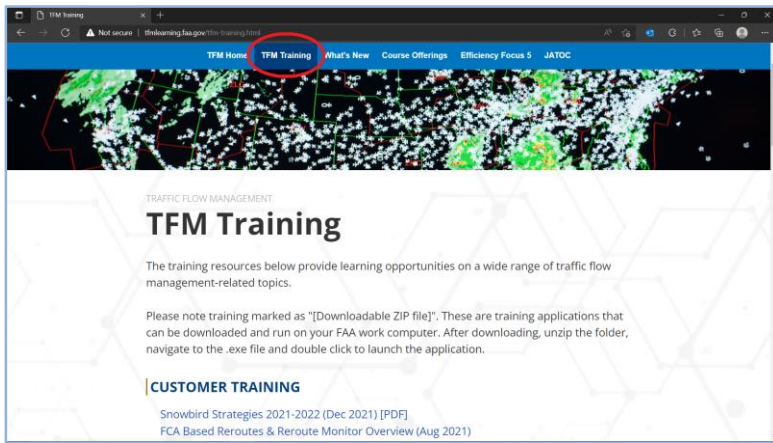 TFM Training
Not secure | tfmlearning.faa.gov/tfm-training.html
TFM Home TFM Training What's New Course Offerings Efficiency Focus 5 JATOC
TRAFFIC FLOW MANAGEMENT
TFM Training
The training resources below provide learning opportunities on a wide range of traffic flow
management-related topics.
Please note training marked as "[Downloadable ZIP file]". These are training applications that
can be downloaded and run on your FAA work computer. After downloading, unzip the folder,
navigate to the .exe file and double click to launch the application.
CUSTOMER TRAINING
Snowbird Strategies 2021-2022 (Dec 2021) [PDF]
FCA Based Reroutes & Reroute Monitor Overview (Aug 2021)